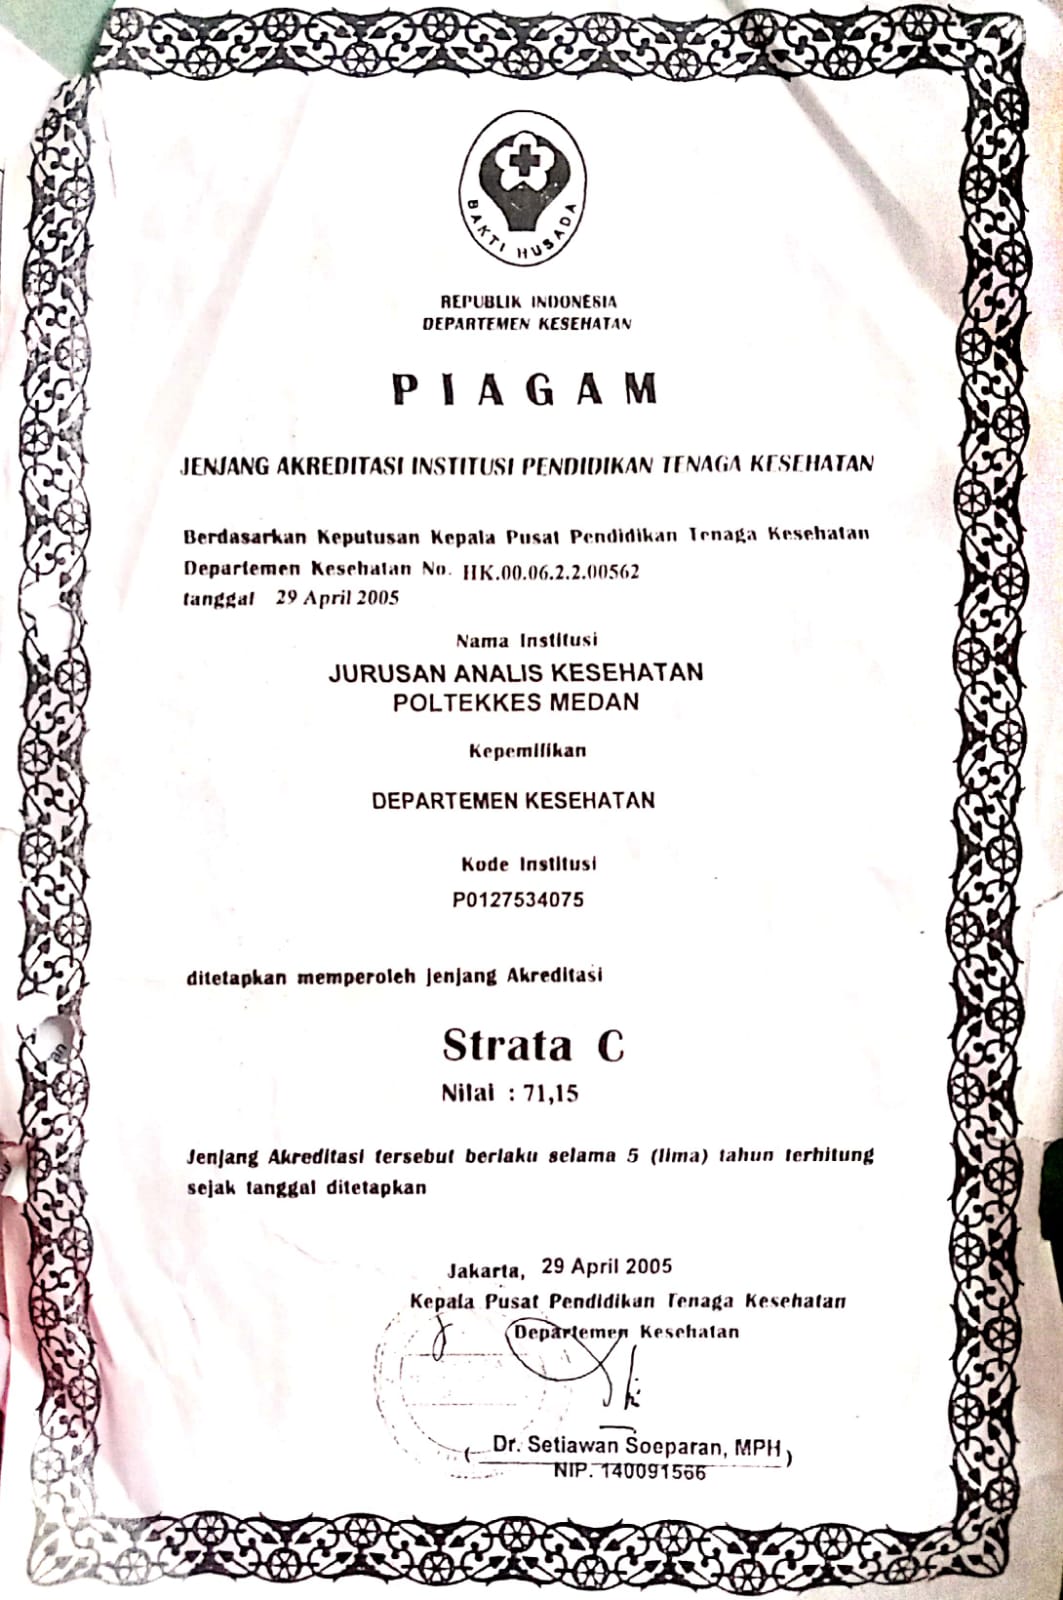 BAKTI HUSADA
REPUBLIK INDONESIA
DEPARTEMEN KESEHATAN
PIAGAM
JENJANG AKREDITASI INSTITUSI PENDIDIKAN TENAGA KESEHATAN
Berdasarkan Keputusan Kepala Pusat Pendidikan Tenaga Kesehatan
Departemen Kesehatan No. HK.00.06.2.2.00562
tanggal 29 April 2005
Nama Institusi
JURUSAN ANALIS KESEHATAN
POLTEKKES MEDAN
Kepemilikan
DEPARTEMEN KESEHATAN
Kode Institusi
P0127534075
ditetapkan memperoleh jenjang Akreditasi
Strata C
Nilai : 71,15
Jenjang Akreditasi tersebut berlaku selama 5 (lima) tahun terhitung
sejak tanggal ditetapkan
Jakarta, 29 April 2005
Kepala Pusat Pendidikan Tenaga Kesehatan
Departemen Kesehatan
( Dr. Setiawan Soeparan, MPH )
NIP. 140091566